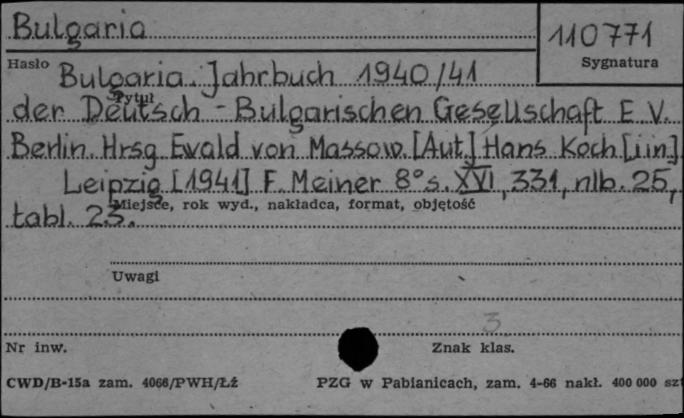 Bulgaria
110771
Hasło
Sygnatura
Bulgaria. Jahrbuch 1940/41
Tytuł
der Deutsch-Bulgarischen Gesellschaft E.V.
Berlin. Hrsg Ewald von Massow. [Aut.] Hans Koch [i in]
Leipzig [1941] F. Meiner 8° s. XVI, 331, nlb. 25,
Miejsce, rok wyd., nakładca, format, objętość
tabl. 23.
Uwagi
3
Nr inw.
Znak klas.
CWD/B-15a zam. 4066/PWH/Łż
PZG w Pabianicach, zam. 4-66 nakł. 400 000 szt